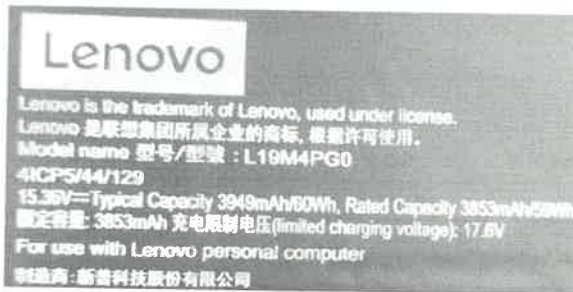 Lenovo
Lenovo is the trademark of Lenovo, used under license.
Lenovo 是联想集团所属企业的商标, 根据许可使用。
Model name 型号/型號 : L19M4PG0
4ICP5/44/129
15.36V⎓Typical Capacity 3949mAh/60Wh, Rated Capacity 3853mAh/59Wh
额定容量: 3853mAh 充电限制电压(limited charging voltage): 17.6V
For use with Lenovo personal computer
制造商: 新普科技股份有限公司